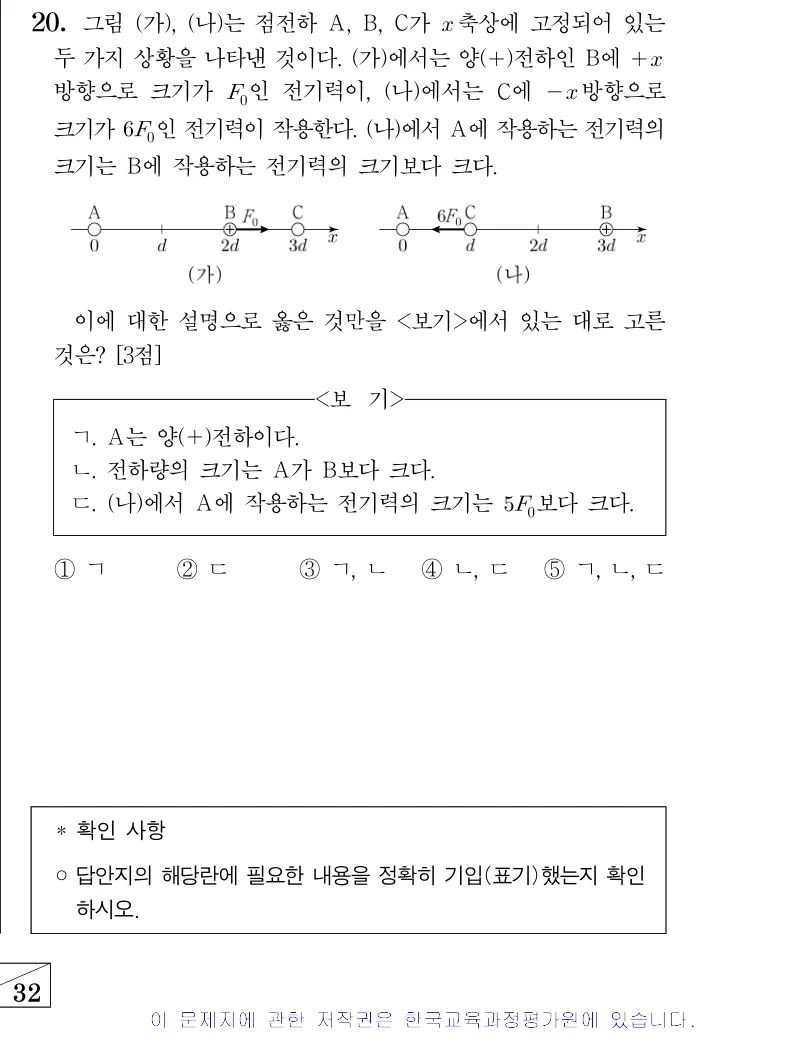 20. 그림 (가), (나)는 점전하 A, B, C가 x축상에 고정되어 있는
두 가지 상황을 나타낸 것이다. (가)에서는 양(+)전하인 B에 +x
방향으로 크기가 F₀인 전기력이, (나)에서는 C에 −x방향으로
크기가 6F₀인 전기력이 작용한다. (나)에서 A에 작용하는 전기력의
크기는 B에 작용하는 전기력의 크기보다 크다.
A B F₀ C
0 d 2d 3d x
(가)
A 6F₀ C B
0 d 2d 3d x
(나)
이에 대한 설명으로 옳은 것만을 <보기>에서 있는 대로 고른
것은? [3점]
<보 기>
ㄱ. A는 양(+)전하이다.
ㄴ. 전하량의 크기는 A가 B보다 크다.
ㄷ. (나)에서 A에 작용하는 전기력의 크기는 5F₀보다 크다.
① ㄱ ② ㄷ ③ ㄱ, ㄴ ④ ㄴ, ㄷ ⑤ ㄱ, ㄴ, ㄷ
* 확인 사항
○ 답안지의 해당란에 필요한 내용을 정확히 기입(표기)했는지 확인
하시오.
32
이 문제지에 관한 저작권은 한국교육과정평가원에 있습니다.